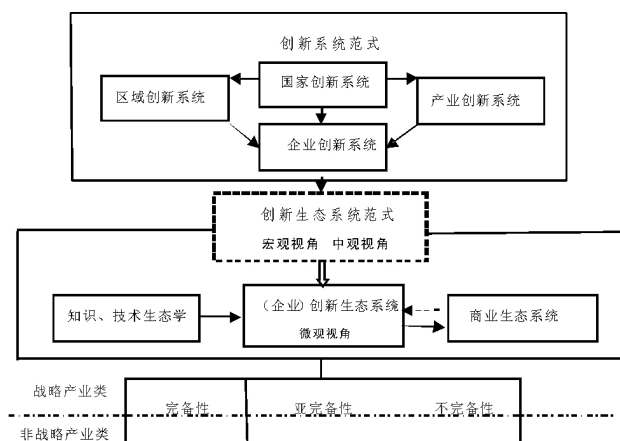 创新系统范式
国家创新系统
区域创新系统
产业创新系统
企业创新系统
创新生态系统范式
宏观视角 中观视角
（企业）创新生态系统
微观视角
知识、技术生态学
商业生态系统
战略产业类
完备性 亚完备性 不完备性
非战略产业类